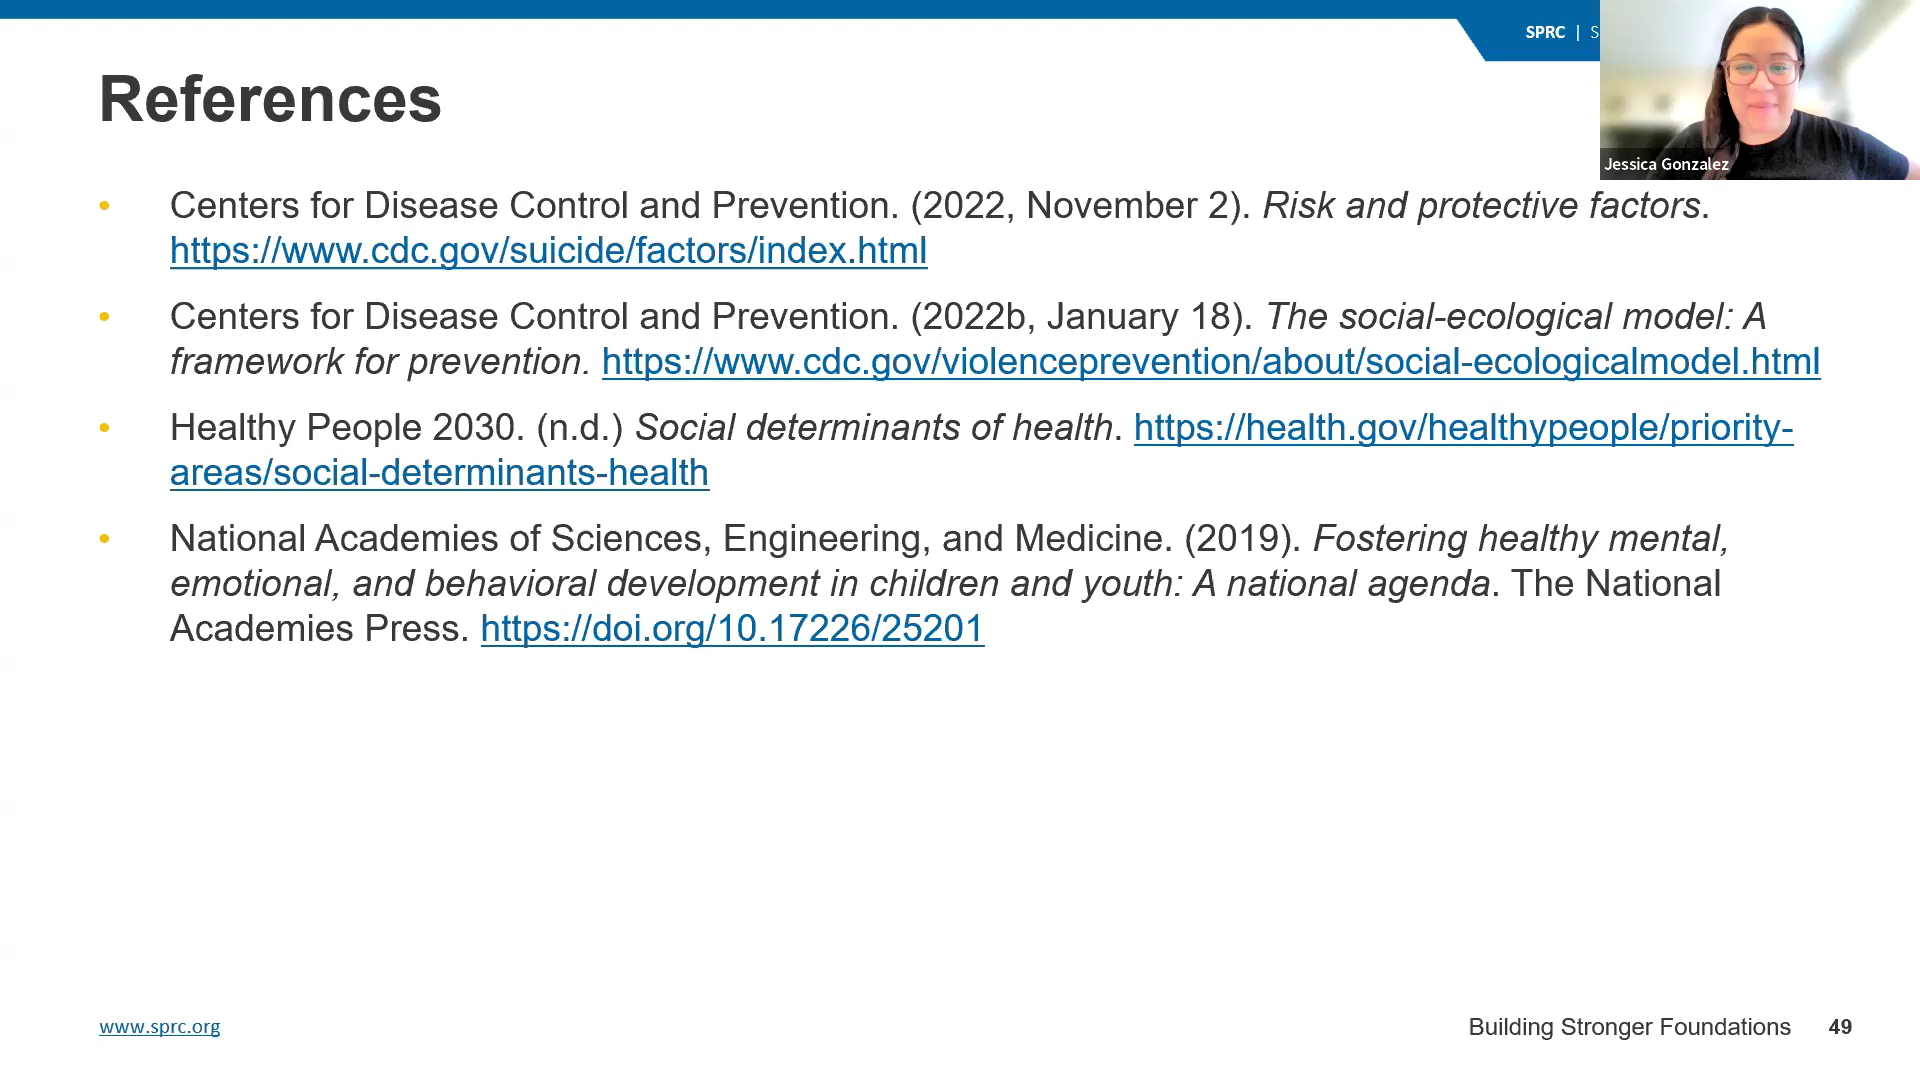 SPRC | S
References
Jessica Gonzalez
• Centers for Disease Control and Prevention. (2022, November 2). Risk and protective factors.
https://www.cdc.gov/suicide/factors/index.html
• Centers for Disease Control and Prevention. (2022b, January 18). The social-ecological model: A
framework for prevention. https://www.cdc.gov/violenceprevention/about/social-ecologicalmodel.html
• Healthy People 2030. (n.d.) Social determinants of health. https://health.gov/healthypeople/priority-
areas/social-determinants-health
• National Academies of Sciences, Engineering, and Medicine. (2019). Fostering healthy mental,
emotional, and behavioral development in children and youth: A national agenda. The National
Academies Press. https://doi.org/10.17226/25201
www.sprc.org
Building Stronger Foundations 49